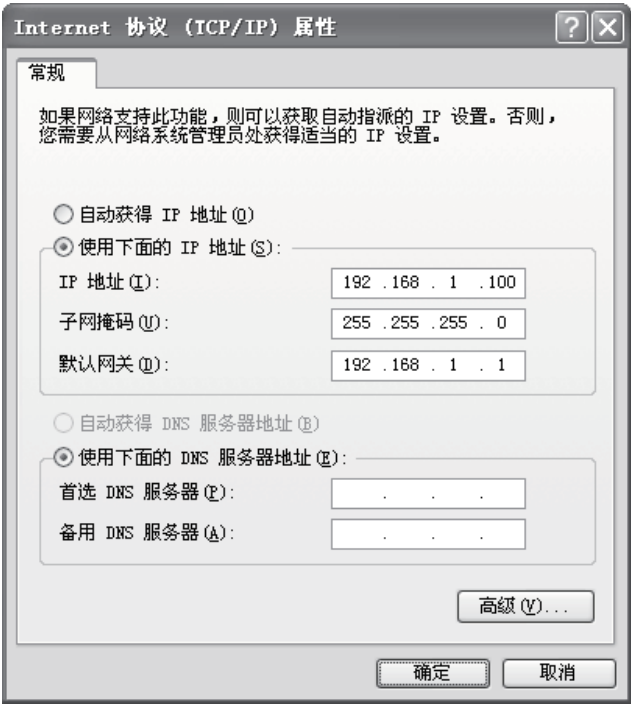 Internet 协议 (TCP/IP) 属性
常规
如果网络支持此功能，则可以获取自动指派的 IP 设置。否则，
您需要从网络系统管理员处获得适当的 IP 设置。
自动获得 IP 地址(O)
使用下面的 IP 地址(S):
IP 地址(I): 192 .168 . 1 .100
子网掩码(U): 255 .255 .255 . 0
默认网关(D): 192 .168 . 1 . 1
自动获得 DNS 服务器地址(B)
使用下面的 DNS 服务器地址(E):
首选 DNS 服务器(P): . . .
备用 DNS 服务器(A): . . .
高级(V)...
确定 取消